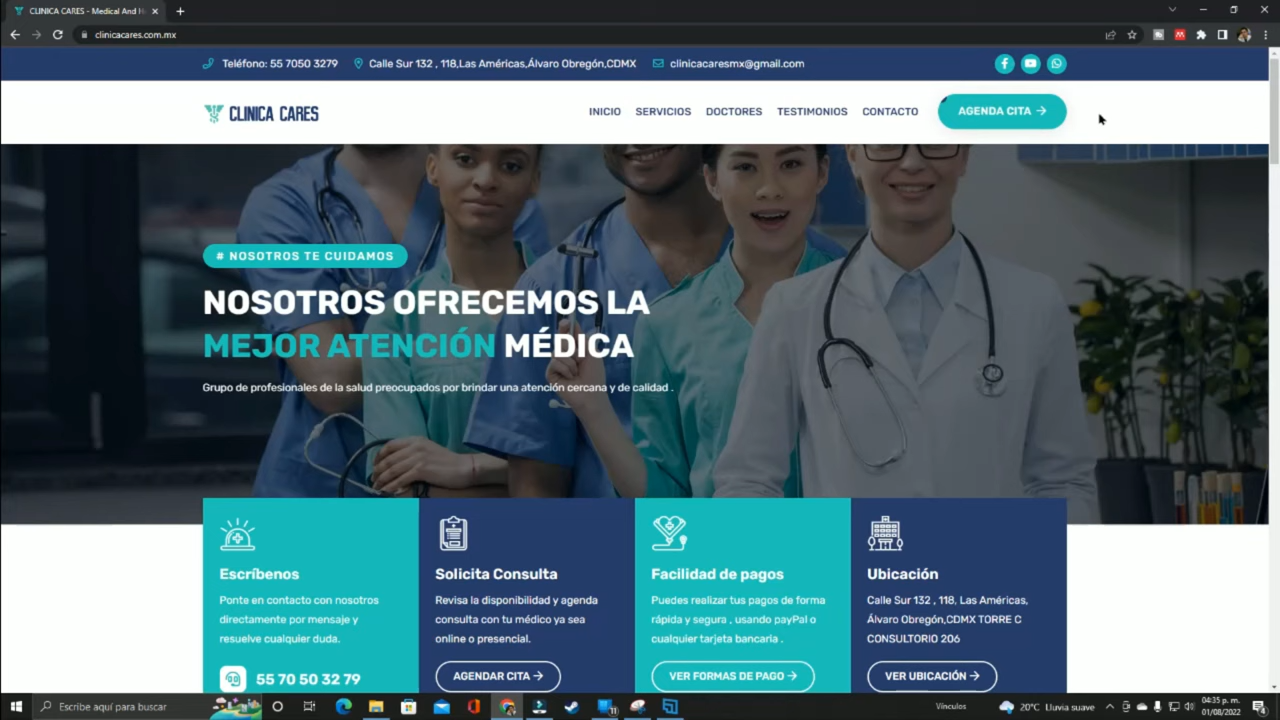 CLINICA CARES - Medical And H
clinicacares.com.mx
Teléfono: 55 7050 3279
Calle Sur 132 , 118,Las Américas,Álvaro Obregón,CDMX
clinicacaresmx@gmail.com
CLINICA CARES
INICIO
SERVICIOS
DOCTORES
TESTIMONIOS
CONTACTO
AGENDA CITA →
# NOSOTROS TE CUIDAMOS
NOSOTROS OFRECEMOS LA
MEJOR ATENCIÓN MÉDICA
Grupo de profesionales de la salud preocupados por brindar una atención cercana y de calidad .
Escríbenos
Ponte en contacto con nosotros
directamente por mensaje y
resuelve cualquier duda.
55 70 50 32 79
Solicita Consulta
Revisa la disponibilidad y agenda
consulta con tu médico ya sea
online o presencial.
AGENDAR CITA →
Facilidad de pagos
Puedes realizar tus pagos de forma
rápida y segura , usando payPal o
cualquier tarjeta bancaria .
VER FORMAS DE PAGO →
Ubicación
Calle Sur 132 , 118, Las Américas,
Álvaro Obregón,CDMX TORRE C
CONSULTORIO 206
VER UBICACIÓN →
Escribe aquí para buscar
Vínculos
20°C Lluvia suave
04:35 p. m.
01/08/2022